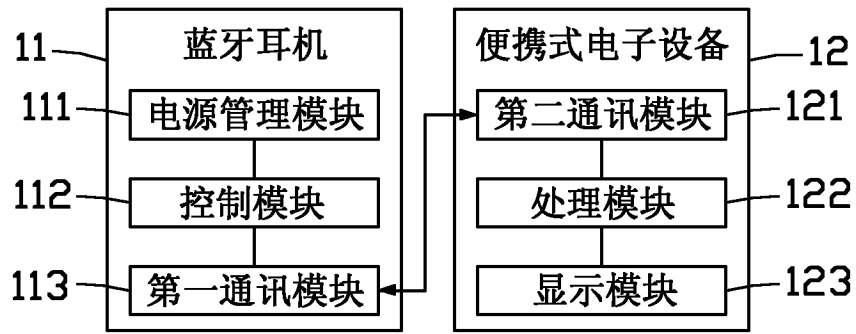 11
蓝牙耳机
111
电源管理模块
112
控制模块
113
第一通讯模块
便携式电子设备
12
第二通讯模块
121
处理模块
122
显示模块
123